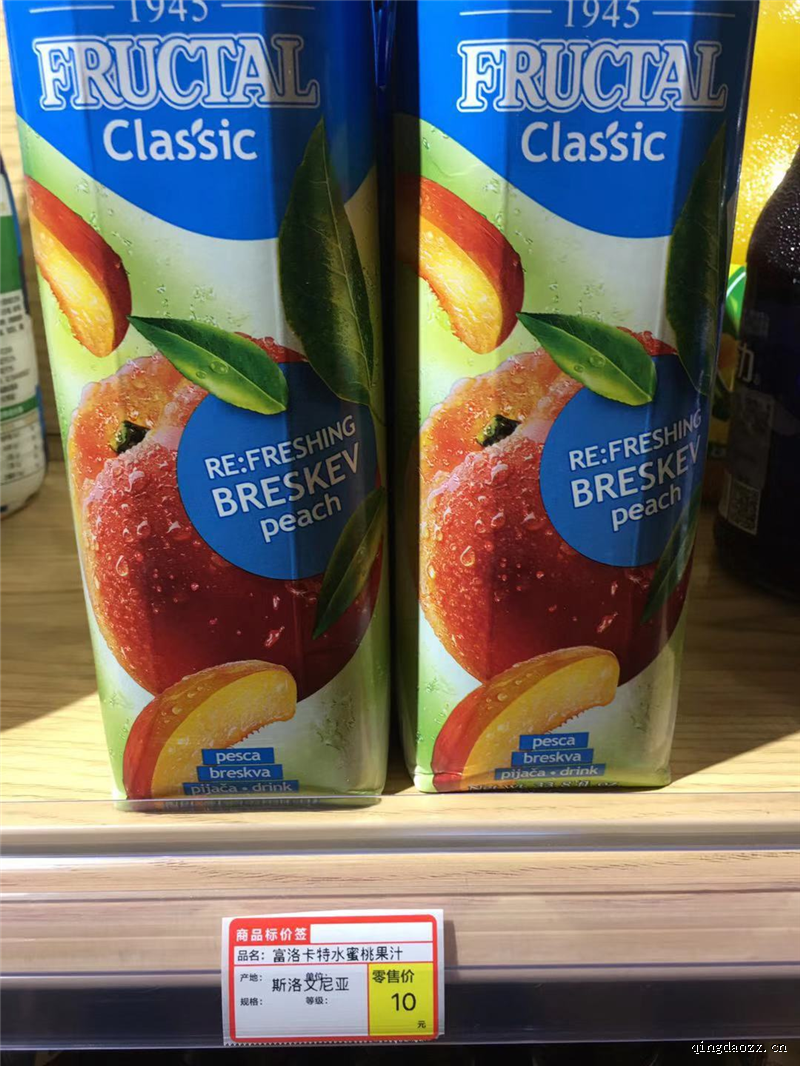 1945
FRUCTAL
Classic
RE:FRESHING
BRESKEV
peach
pesca
breskva
pijača • drink
1945
FRUCTAL
Classic
RE:FRESHING
BRESKEV
peach
pesca
breskva
pijača • drink
商品标价签
品名: 富洛卡特水蜜桃果汁
产地: 斯洛文尼亚 单位:
规格: 等级:
零售价
10
元
qingdaozz.cn